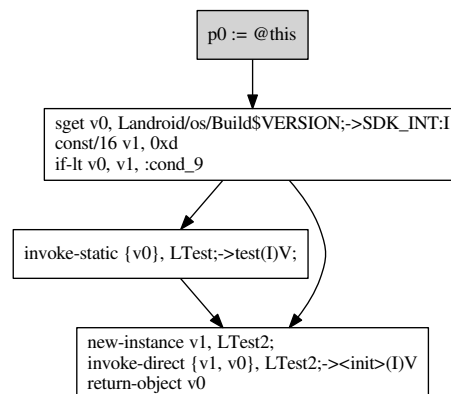 p0 := @this
sget v0, Landroid/os/Build$VERSION;->SDK_INT:I
const/16 v1, 0xd
if-lt v0, v1, :cond_9
invoke-static {v0}, LTest;->test(I)V;
new-instance v1, LTest2;
invoke-direct {v1, v0}, LTest2;-><init>(I)V
return-object v0